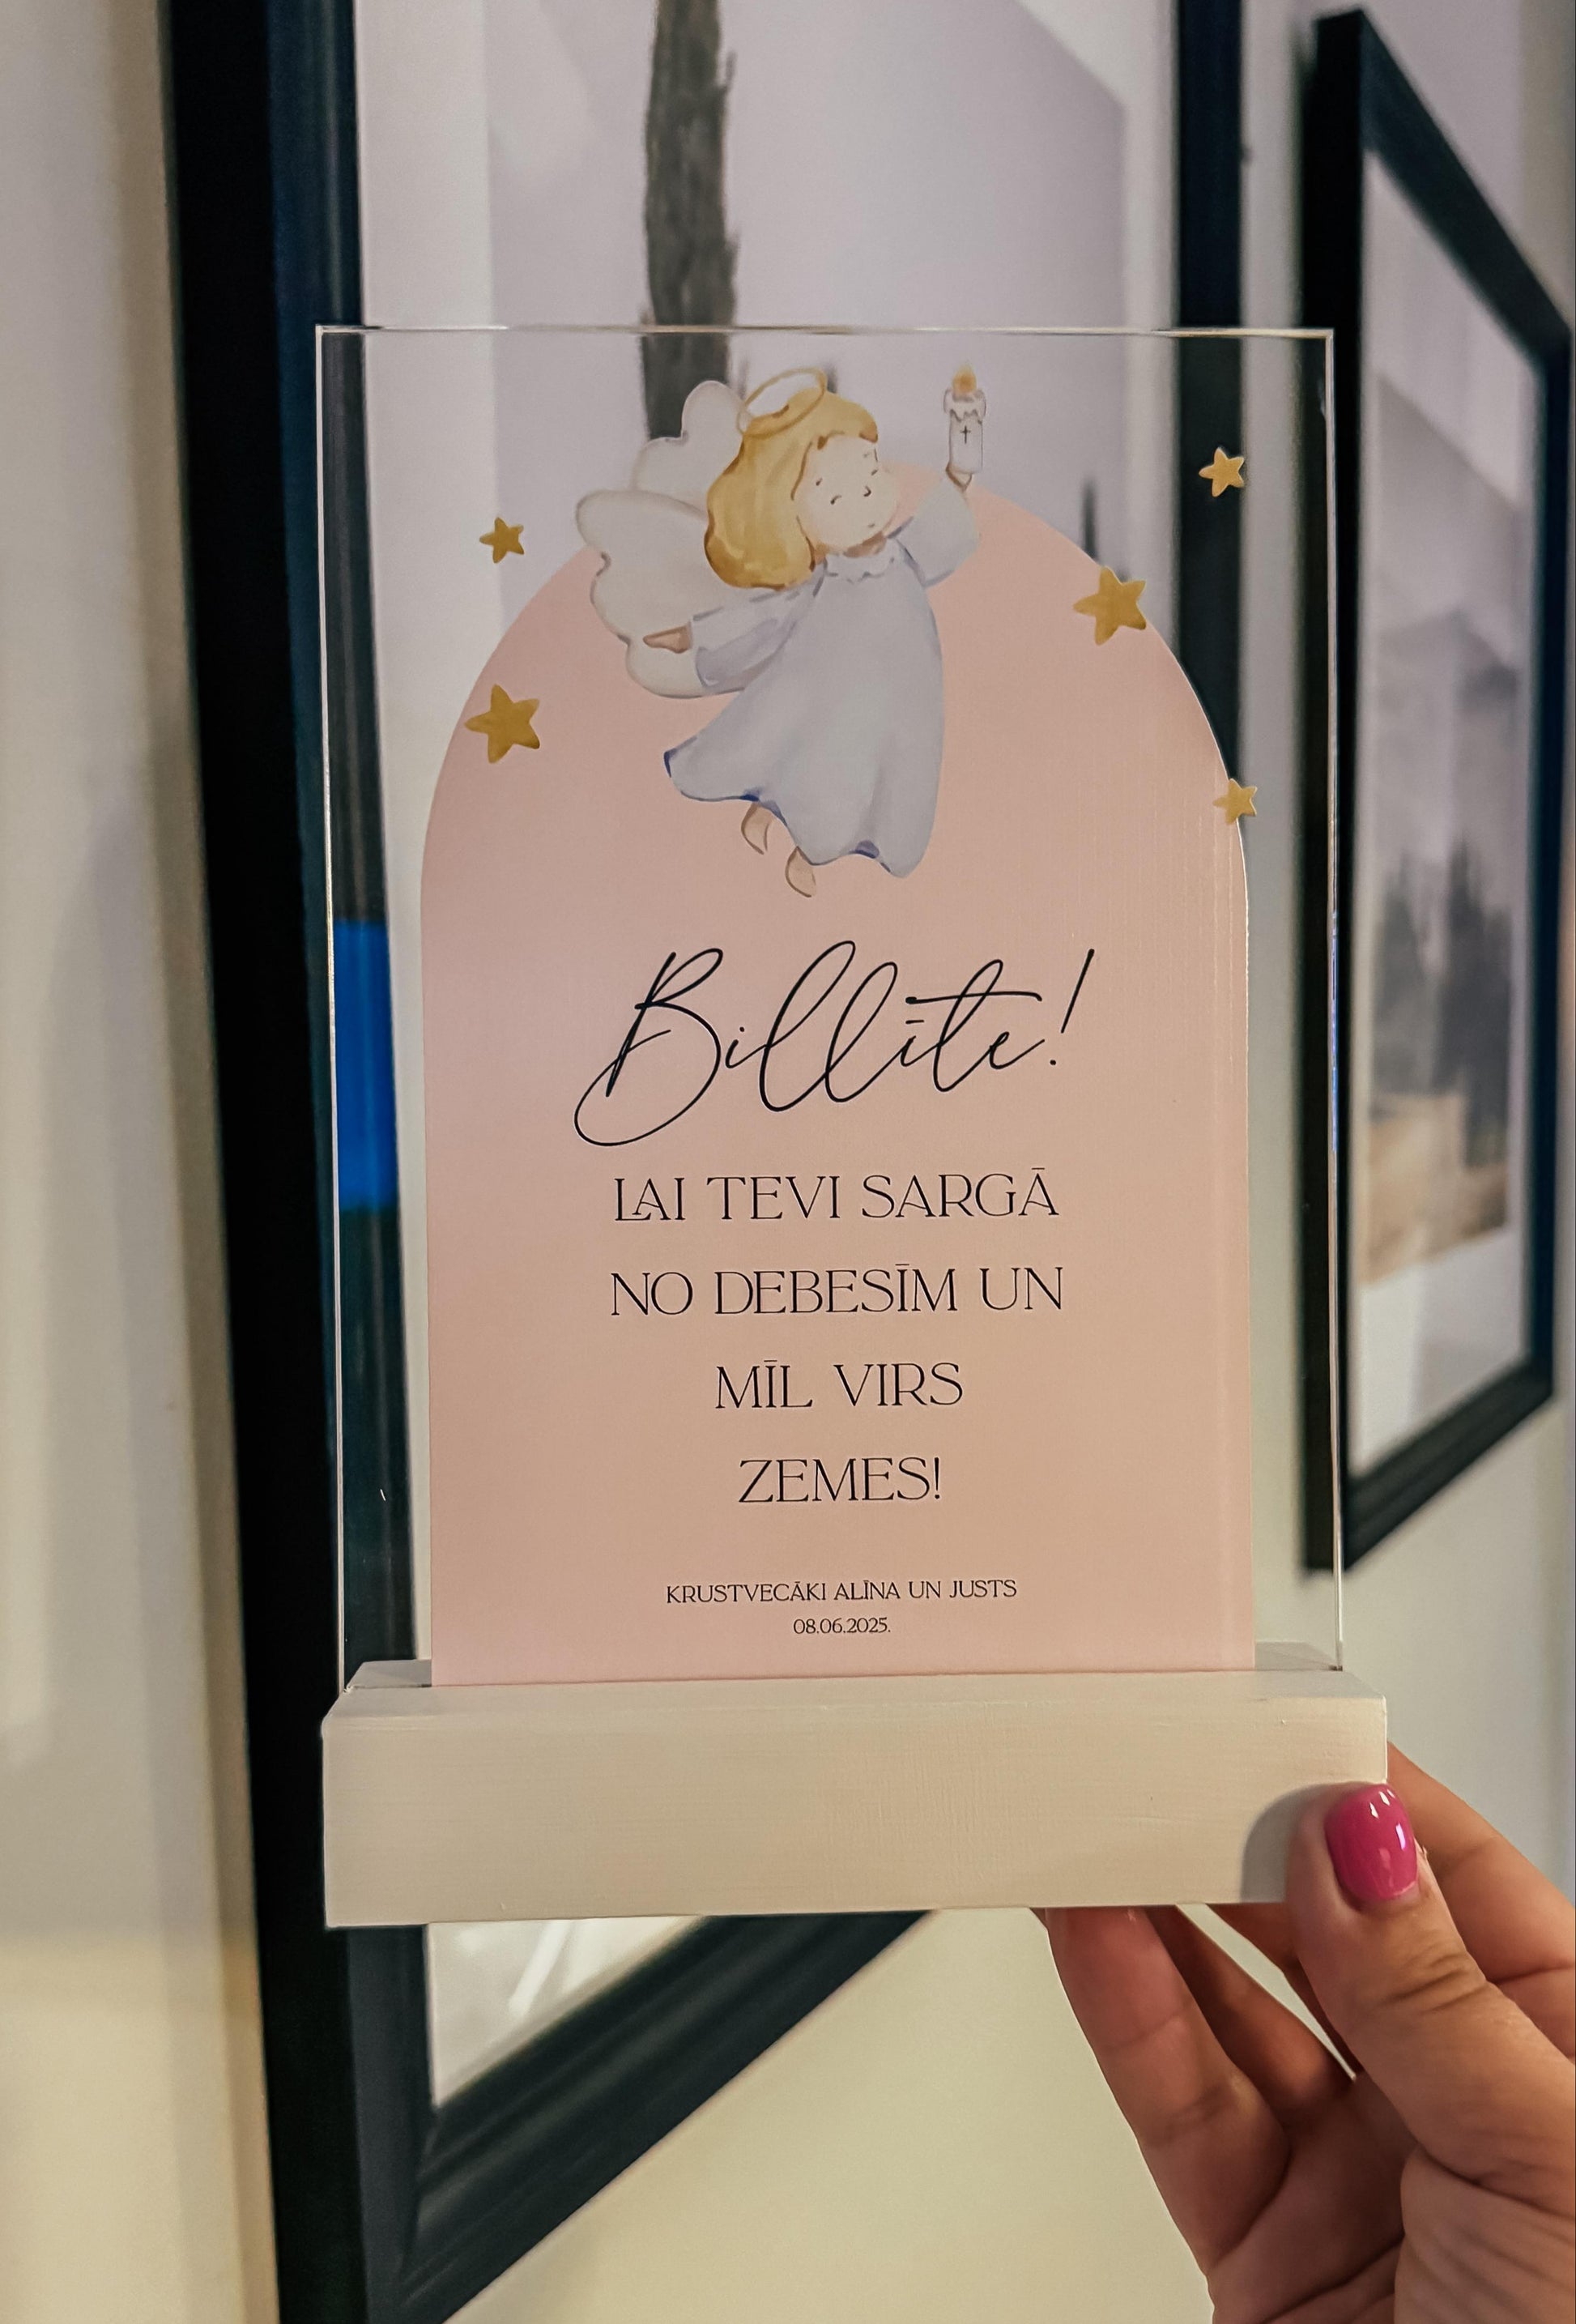 Billīte!
LAI TEVI SARGĀ
NO DEBESĪM UN
MĪL VIRS
ZEMES!
KRUSTVECĀKI ALĪNA UN JUSTS
08.06.2025.